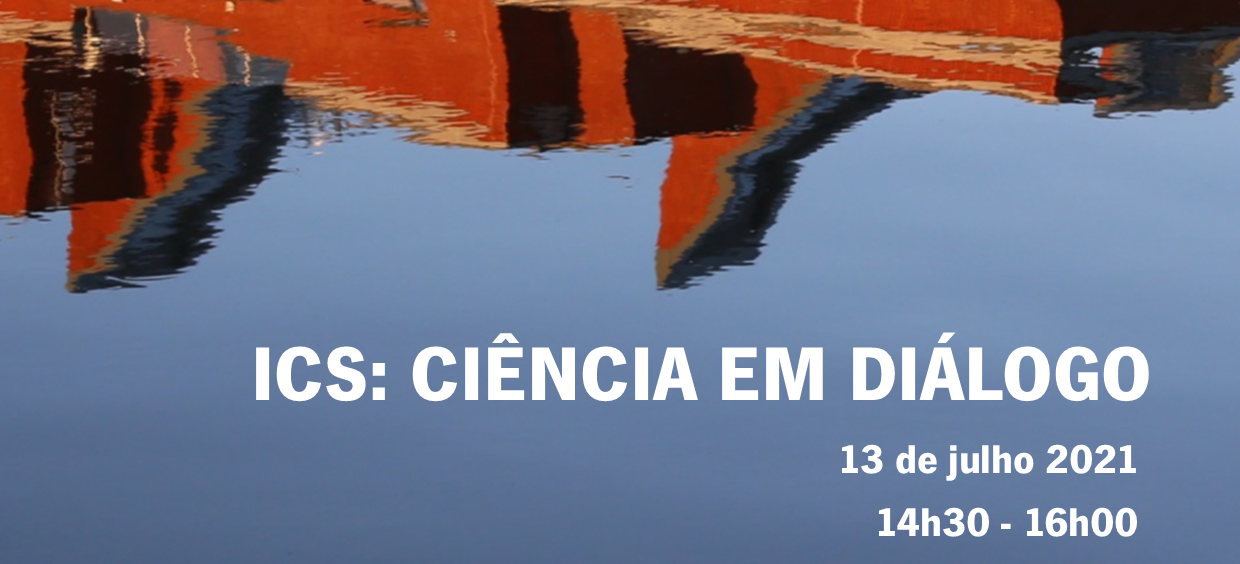 ICS: CIÊNCIA EM DIÁLOGO
13 de julho 2021
14h30 - 16h00